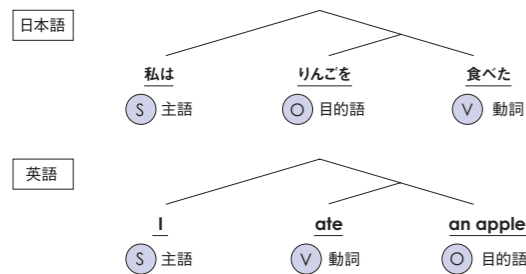 日本語
私は りんごを 食べた
S 主語 O 目的語 V 動詞
英語
I ate an apple
S 主語 V 動詞 O 目的語